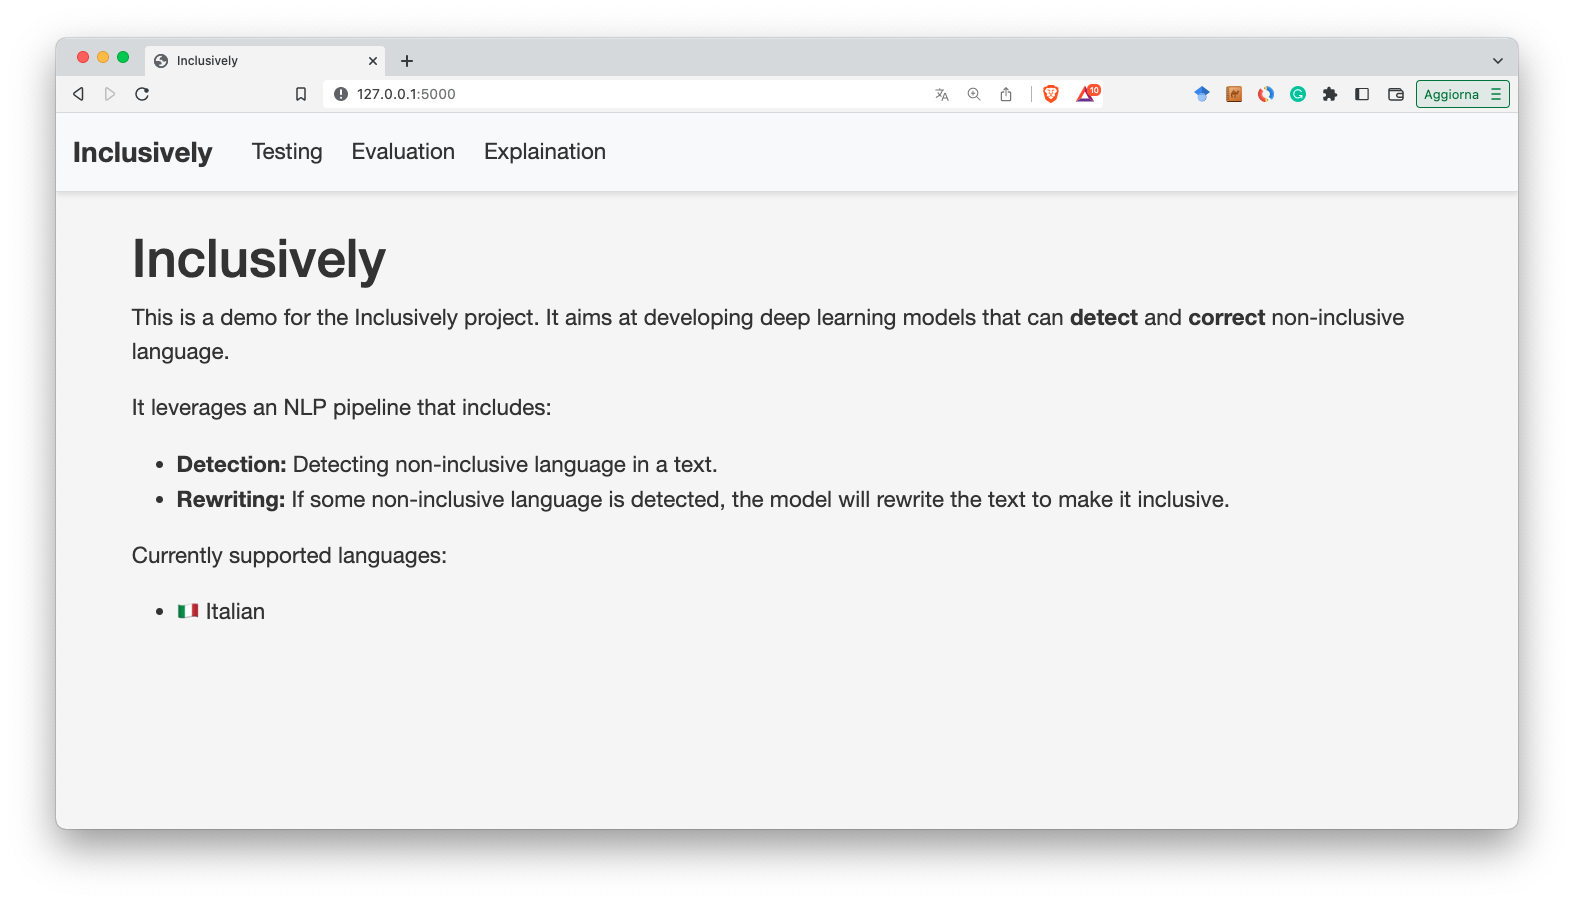 Inclusively
127.0.0.1:5000
10
Aggiorna
Inclusively Testing Evaluation Explaination
Inclusively
This is a demo for the Inclusively project. It aims at developing deep learning models that can detect and correct non-inclusive
language.
It leverages an NLP pipeline that includes:
• Detection: Detecting non-inclusive language in a text.
• Rewriting: If some non-inclusive language is detected, the model will rewrite the text to make it inclusive.
Currently supported languages:
• 🇮🇹 Italian